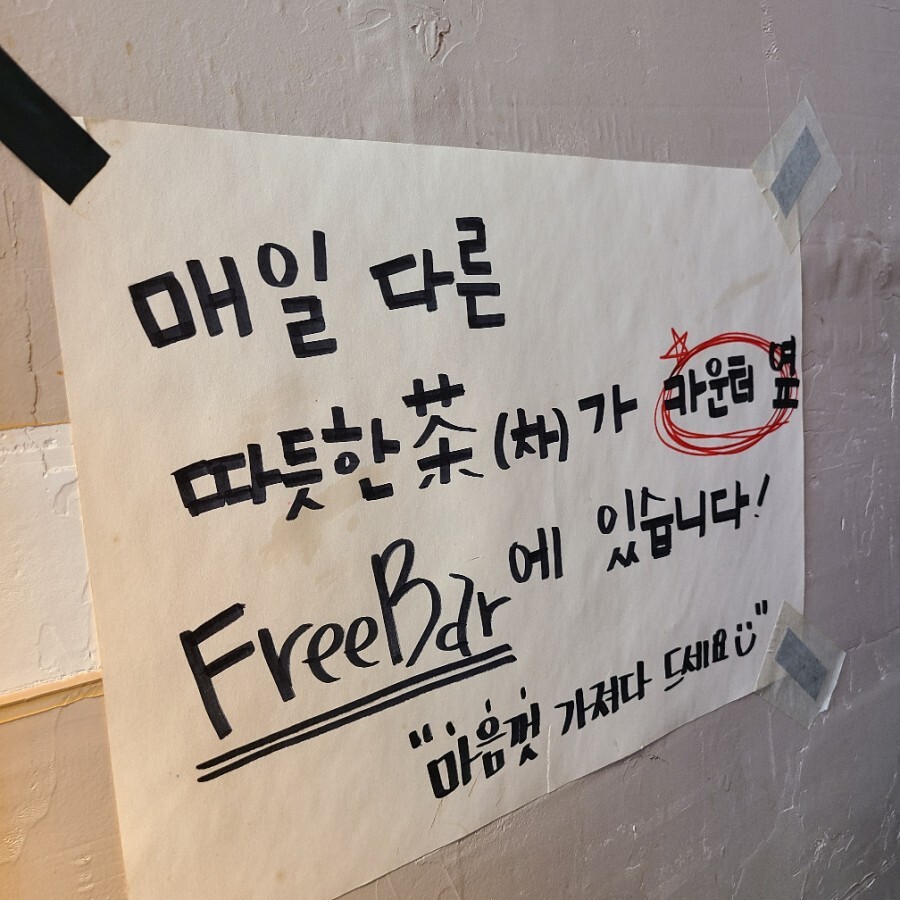 매일 다른
따듯한 茶 (차)가 카운터 옆
FreeBar에 있습니다!
"마음껏 가져다 드세요"